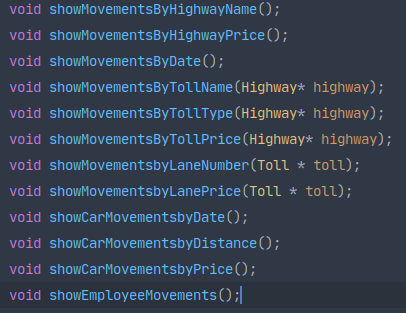 void showMovementsByHighwayName();
void showMovementsByHighwayPrice();
void showMovementsByDate();
void showMovementsByTollName(Highway* highway);
void showMovementsByTollType(Highway* highway);
void showMovementsByTollPrice(Highway* highway);
void showMovementsbyLaneNumber(Toll * toll);
void showMovementsbyLanePrice(Toll * toll);
void showCarMovementsbyDate();
void showCarMovementsbyDistance();
void showCarMovementsbyPrice();
void showEmployeeMovements();